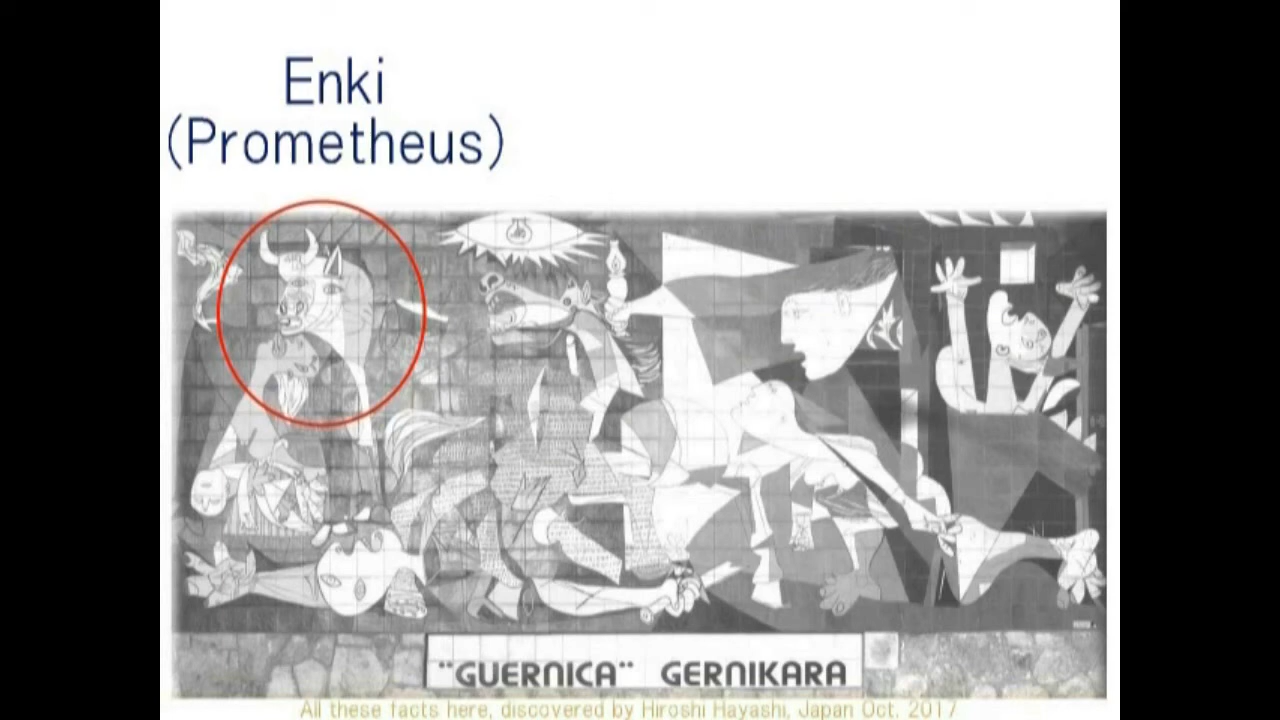 Enki
(Prometheus)
"GUERNICA" GERNIKARA
All these facts here, discovered by Hiroshi Hayashi, Japan Oct. 2017